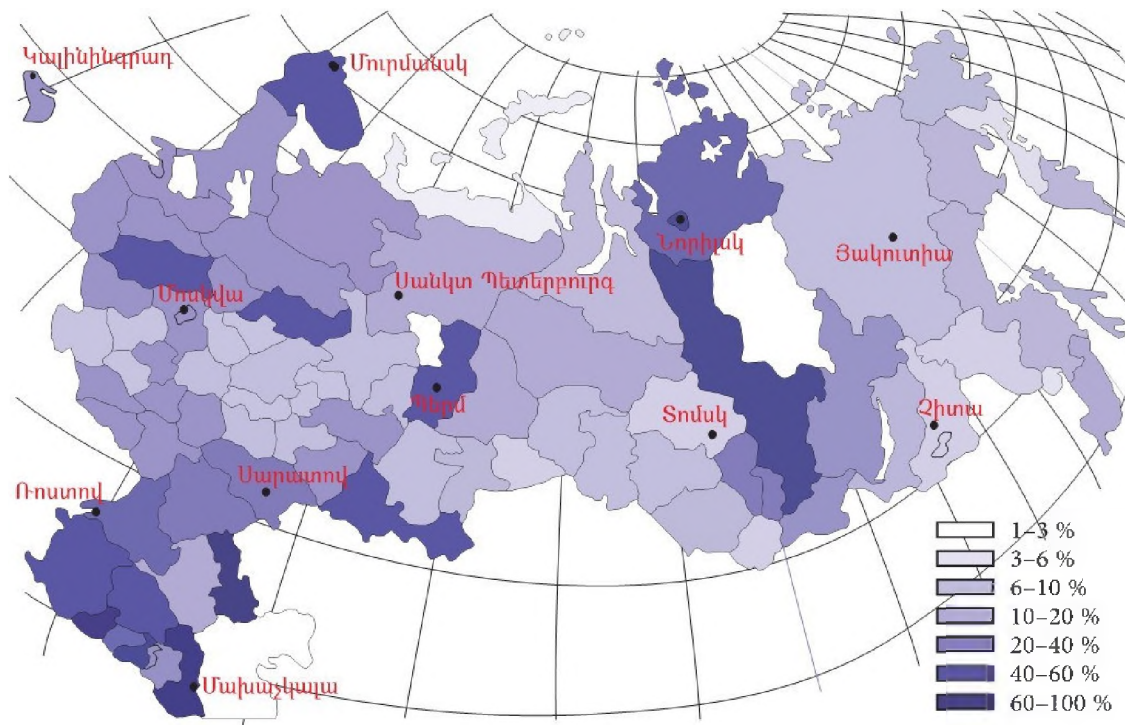 Կալինինգրադ
Մուրմանսկ
Նորիլսկ
Յակուտիա
Սանկտ Պետերբուրգ
Մոսկվա
Պերմ
Տոմսկ
Չիտա
Սարատով
Ռոստով
Մախաչկալա
1–3 %
3–6 %
6–10 %
10–20 %
20–40 %
40–60 %
60–100 %